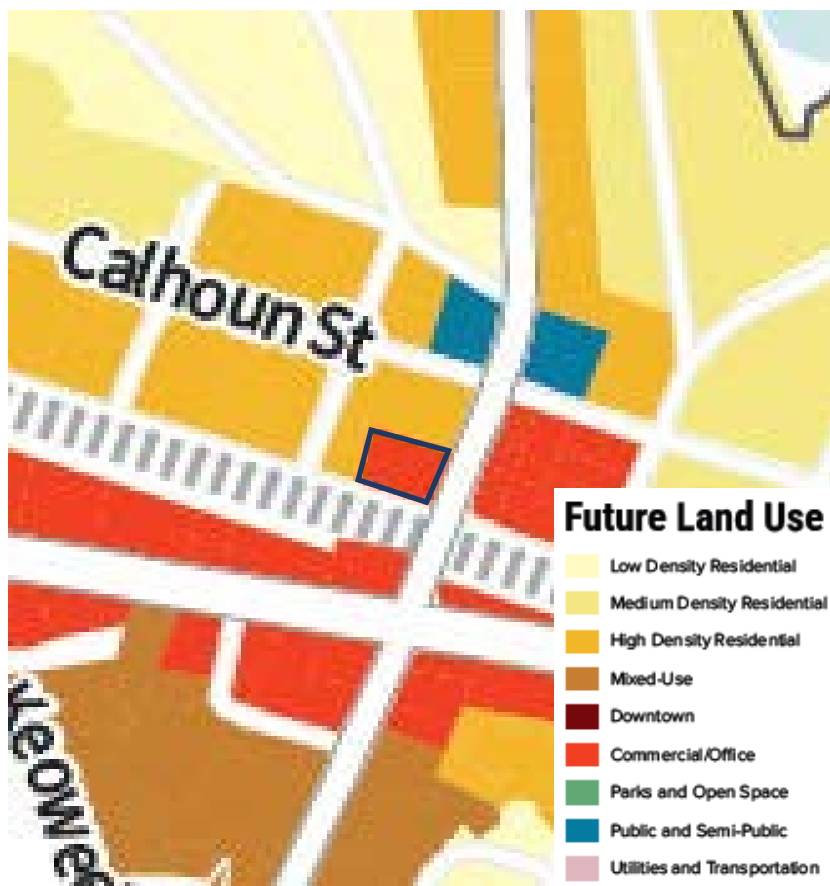 Calhoun St
Keowee
Future Land Use
Low Density Residential
Medium Density Residential
High Density Residential
Mixed-Use
Downtown
Commercial/Office
Parks and Open Space
Public and Semi-Public
Utilities and Transportation